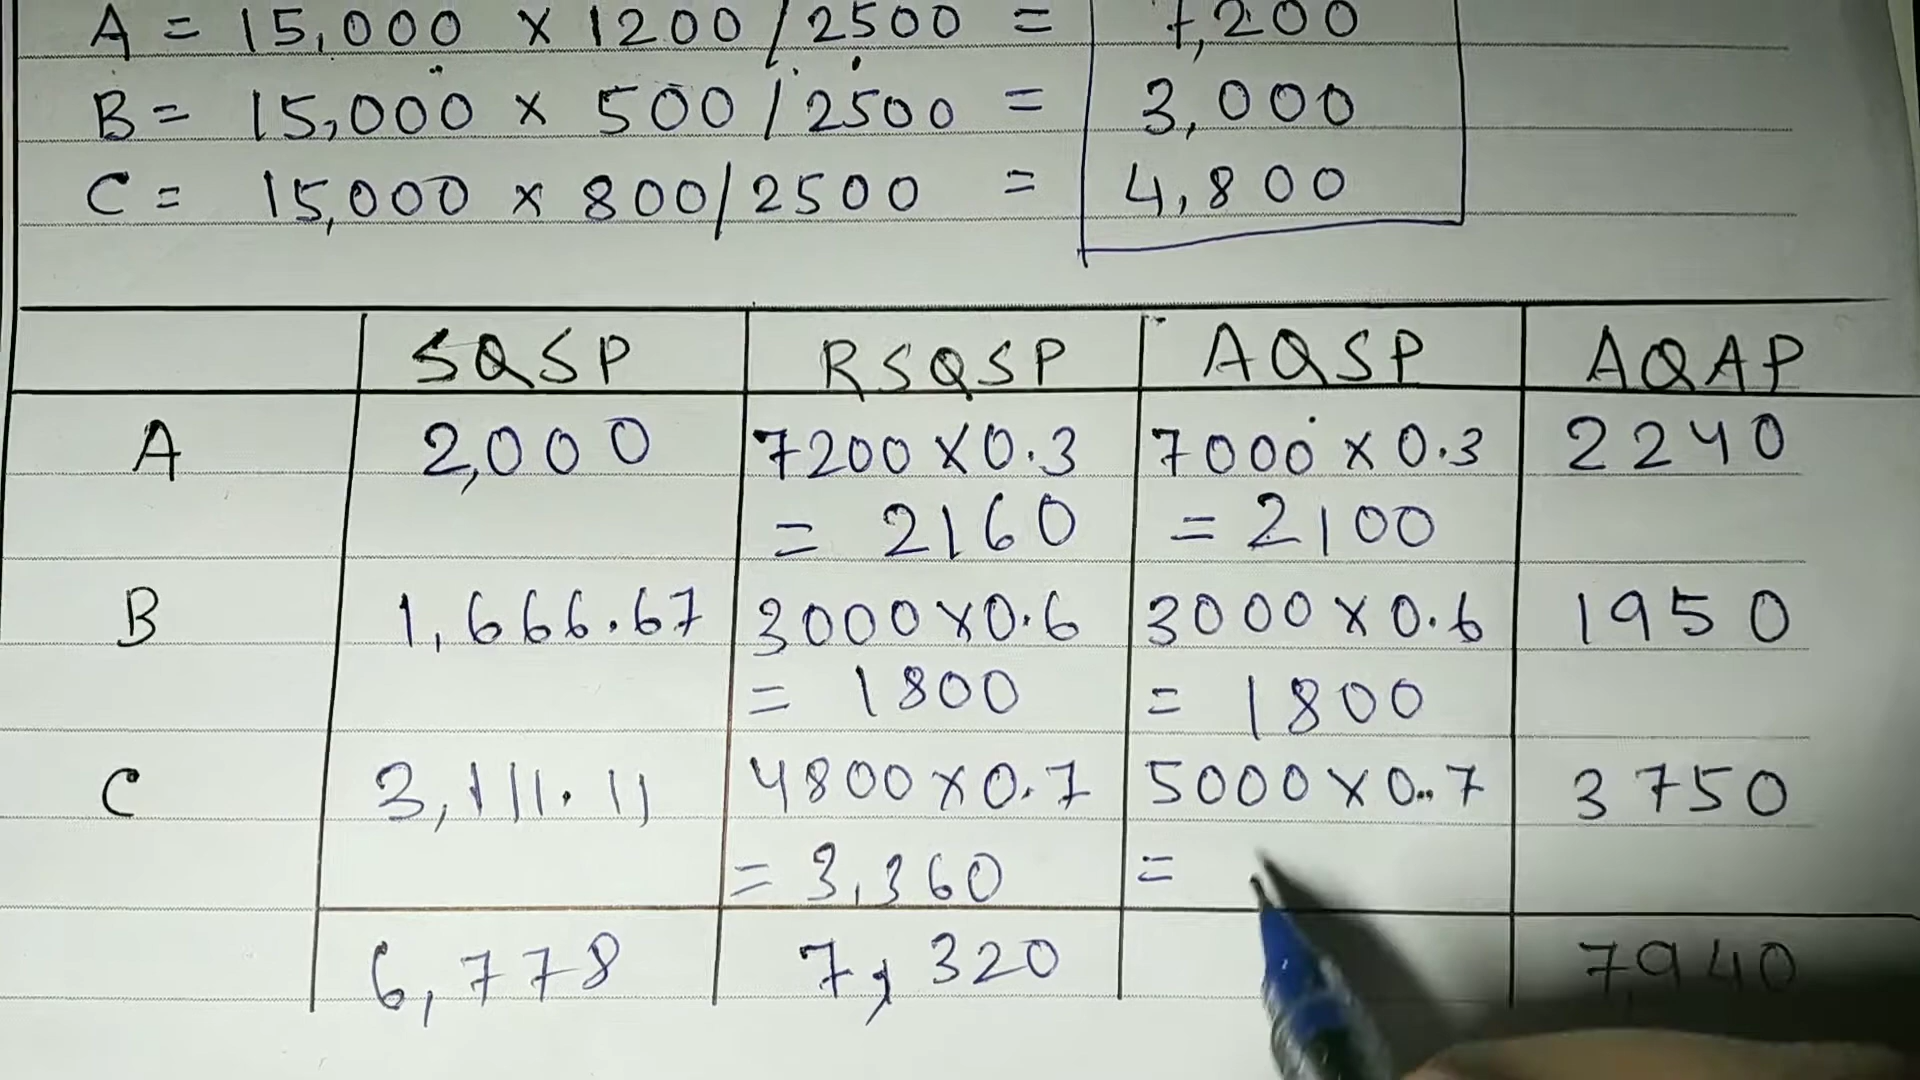 A = 15,000 x 1200 / 2500 = 7,200
B = 15,000 x 500 / 2500 = 3,000
C = 15,000 x 800/2500 = 4,800
SQSP RSQSP AQSP AQAP
A 2,000 7200 x 0.3 7000 x 0.3 2240
= 2160 = 2100
B 1,666.67 3000 x 0.6 3000 x 0.6 1950
= 1800 = 1800
C 3,111.11 4800 x 0.7 5000 x 0.7 3750
= 3,360 =
6,778 7,320 7,940